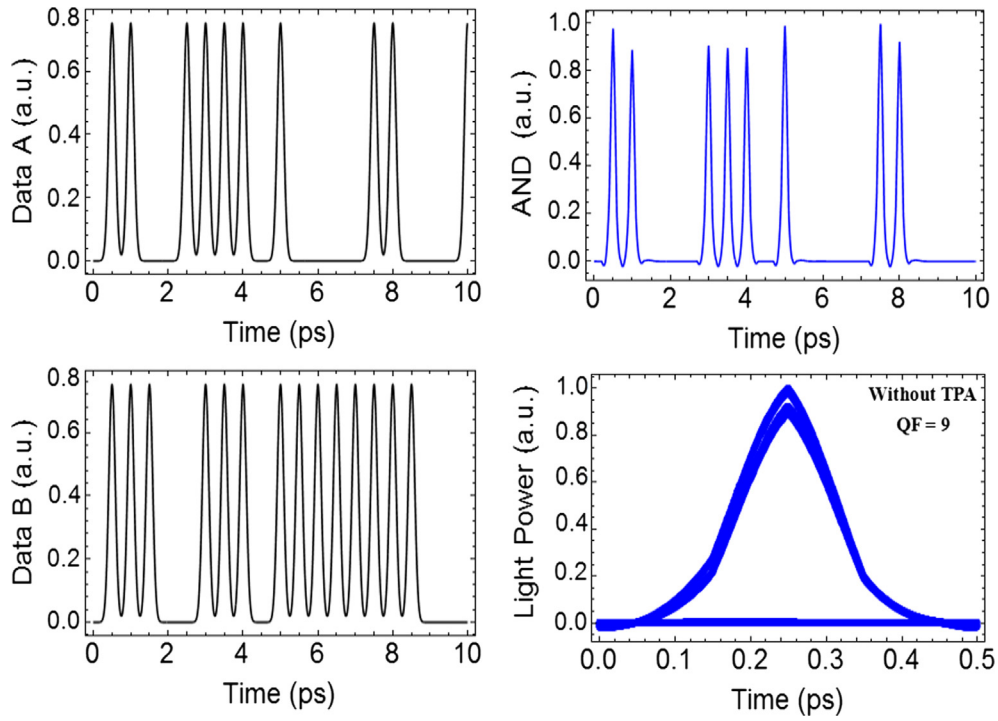 Data A (a.u.)
0.8
0.6
0.4
0.2
0.0
0 2 4 6 8 10
Time (ps)
AND (a.u.)
1.0
0.8
0.6
0.4
0.2
0.0
0 2 4 6 8 10
Time (ps)
Data B (a.u.)
0.8
0.6
0.4
0.2
0.0
0 2 4 6 8 10
Time (ps)
Light Power (a.u.)
1.0
0.8
0.6
0.4
0.2
0.0
0.0 0.1 0.2 0.3 0.4 0.5
Time (ps)
Without TPA
QF = 9